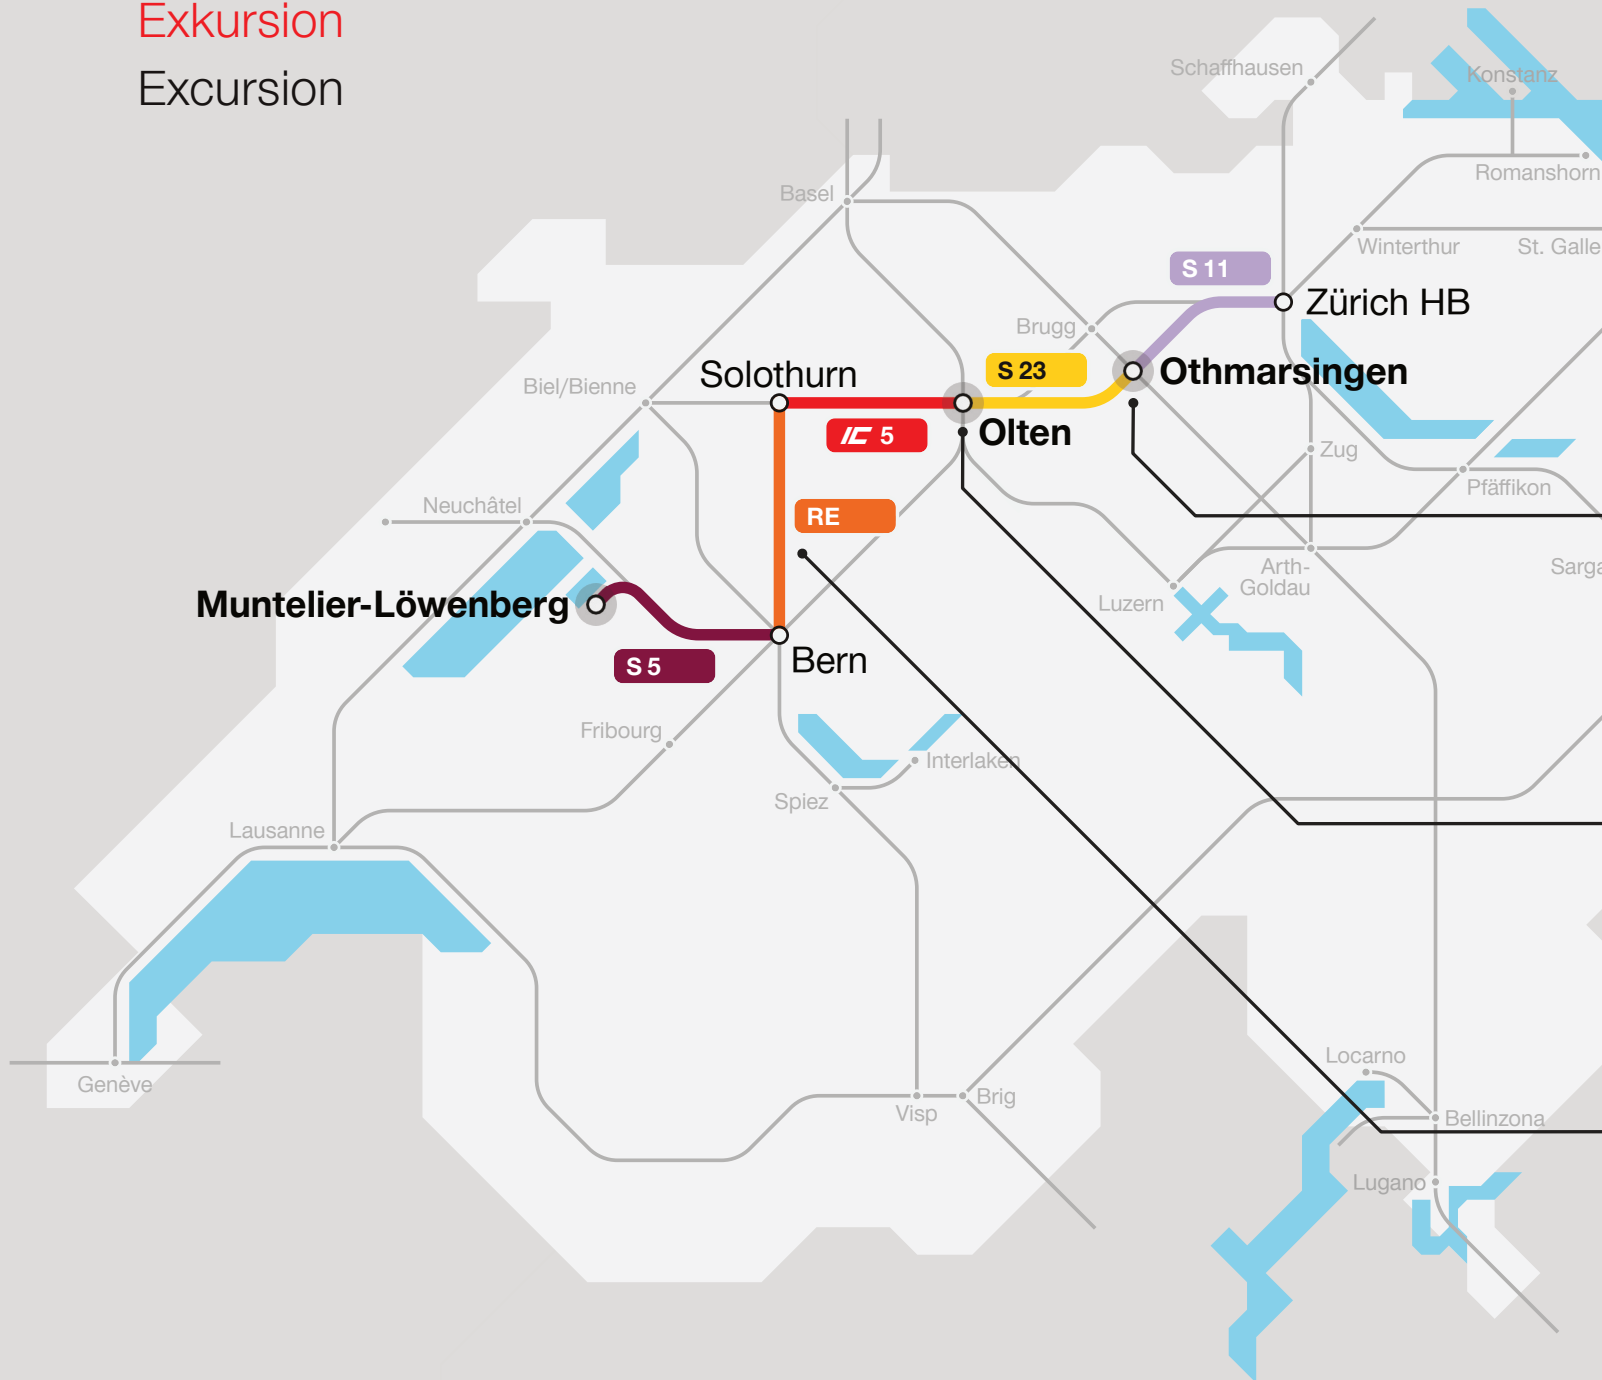 Exkursion
Excursion
Schaffhausen
Konstanz
Romanshorn
Basel
Winterthur
St. Galle
S 11
Zürich HB
Brugg
Solothurn
S 23
Othmarsingen
Biel/Bienne
IC 5
Olten
Zug
Pfäffikon
Neuchâtel
RE
Arth-
Goldau
Sarga
Muntelier-Löwenberg
Luzern
S 5
Bern
Fribourg
Interlaken
Spiez
Lausanne
Locarno
Genève
Visp
Brig
Bellinzona
Lugano